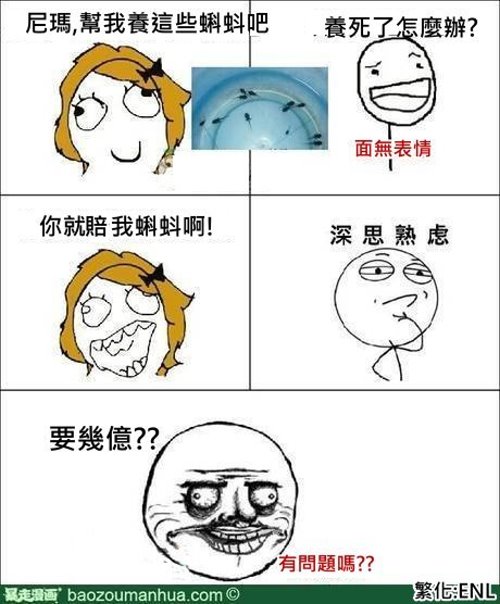 尼瑪,幫我養這些蝌蚪吧
養死了怎麼辦?
面無表情
你就賠我蝌蚪啊!
深思熟虑
要幾億??
有問題嗎??
暴走漫画 baozoumanhua.com ©
繁化:ENL